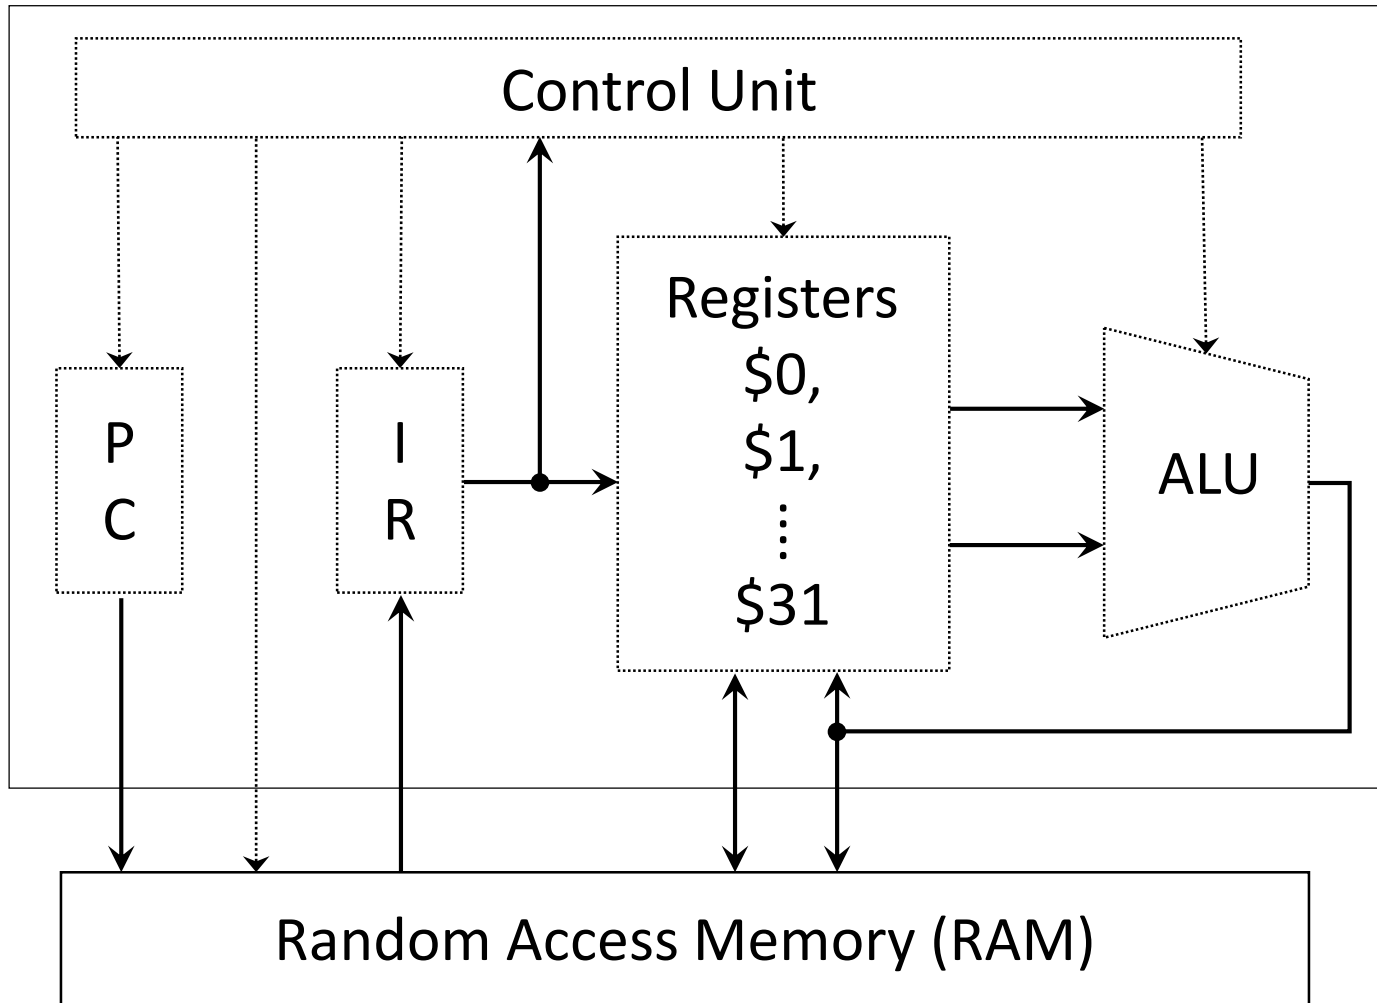 Control Unit
P
C
I
R
Registers
$0,
$1,
$31
ALU
Random Access Memory (RAM)